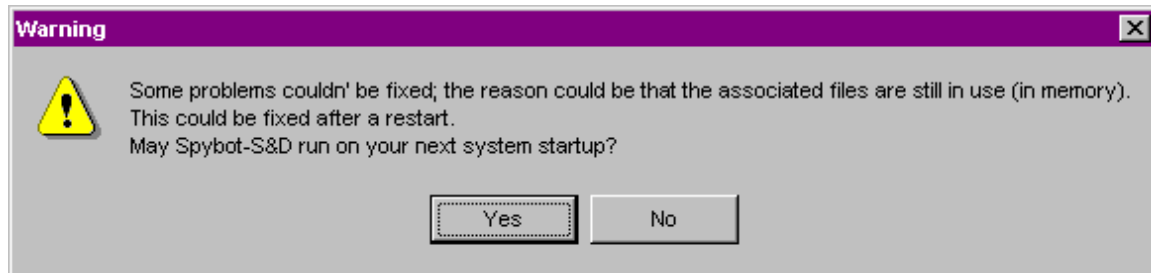 Warning
Some problems couldn' be fixed; the reason could be that the associated files are still in use (in memory).
This could be fixed after a restart.
May Spybot-S&D run on your next system startup?
Yes No